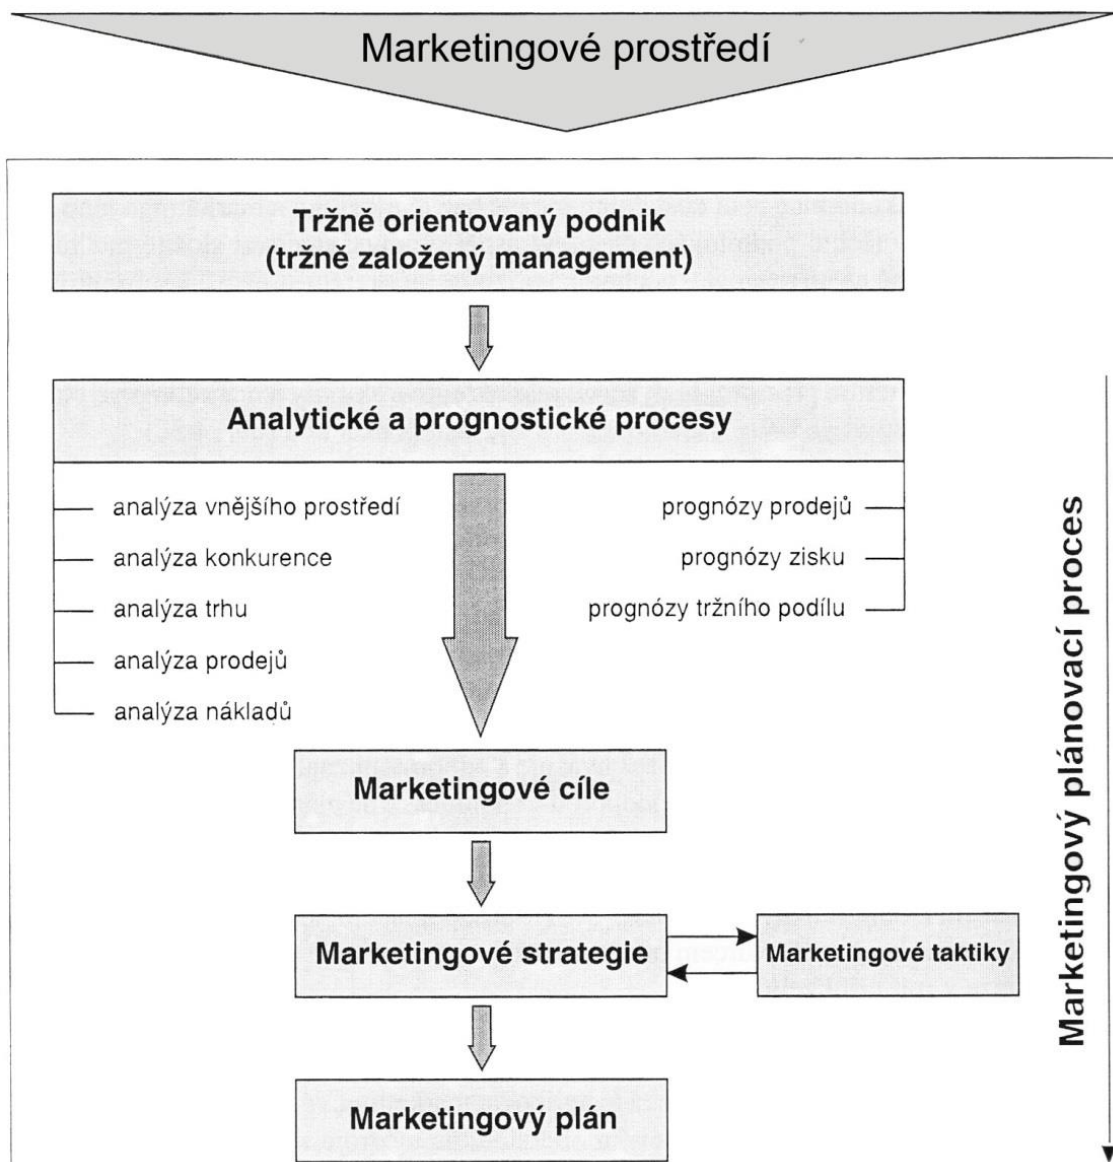 Marketingové prostředí
Tržně orientovaný podnik
(tržně založený management)
Analytické a prognostické procesy
analýza vnějšího prostředí
analýza konkurence
analýza trhu
analýza prodejů
analýza nákladů
prognózy prodejů
prognózy zisku
prognózy tržního podílu
Marketingové cíle
Marketingové strategie
Marketingové taktiky
Marketingový plán
Marketingový plánovací proces